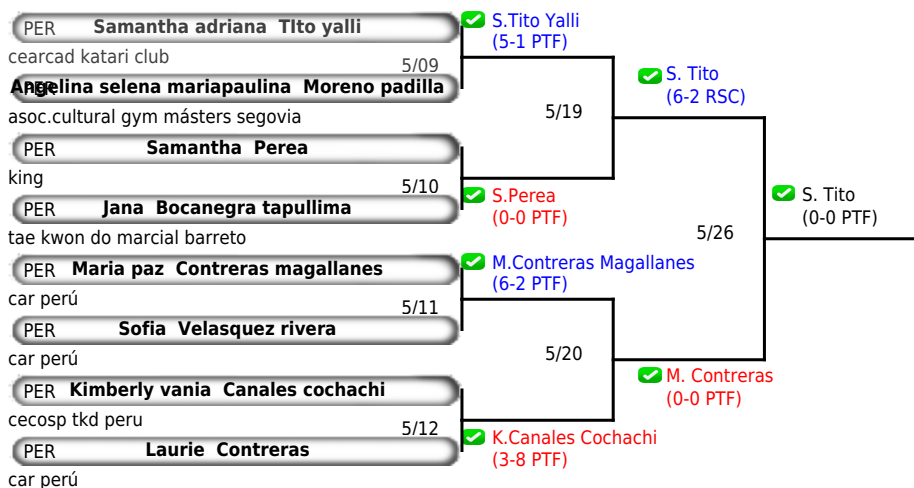 PER Samantha adriana TIto yalli
cearcad katari club
5/09
PER Angelina selena mariapaulina Moreno padilla
asoc.cultural gym másters segovia
PER Samantha Perea
king
5/10
PER Jana Bocanegra tapullima
tae kwon do marcial barreto
PER Maria paz Contreras magallanes
car perú
5/11
PER Sofia Velasquez rivera
car perú
PER Kimberly vania Canales cochachi
cecosp tkd peru
5/12
PER Laurie Contreras
car perú
S.Tito Yalli
(5-1 PTF)
5/19
S.Perea
(0-0 PTF)
M.Contreras Magallanes
(6-2 PTF)
5/20
K.Canales Cochachi
(3-8 PTF)
S. Tito
(6-2 RSC)
5/26
M. Contreras
(0-0 PTF)
S. Tito
(0-0 PTF)